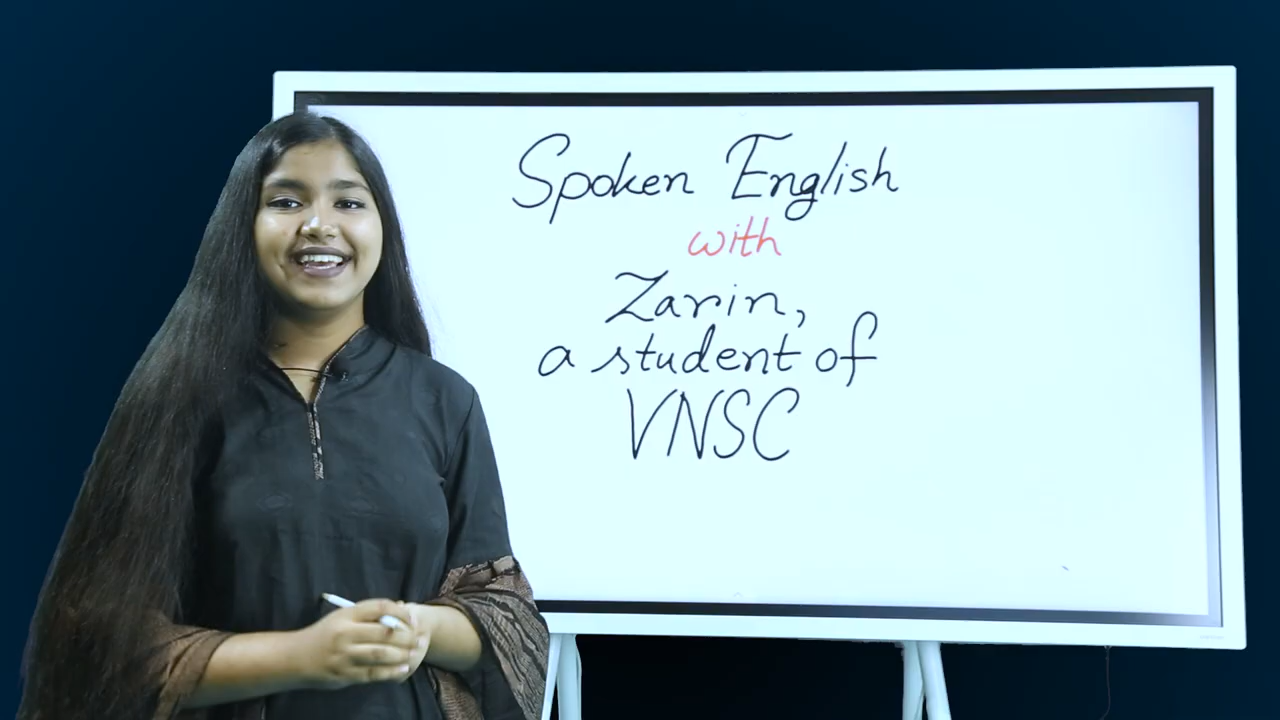 Spoken English
with
Zarin,
a student of
VNSC